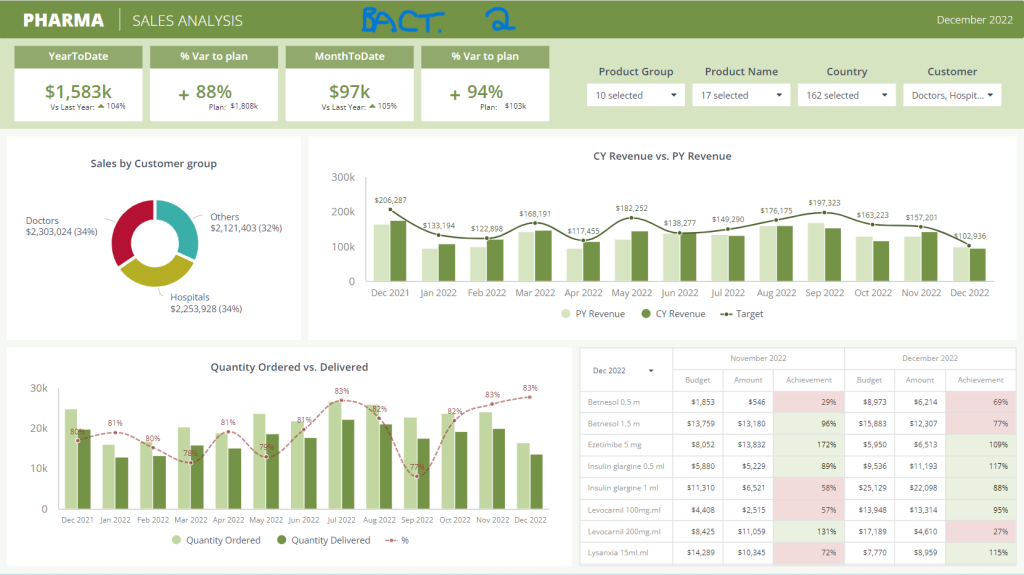 PHARMA SALES ANALYSIS BACT. 2 December 2022
YearToDate % Var to plan MonthToDate % Var to plan
$1,583k + 88% $97k + 94%
Vs Last Year: 104% Plan: $1,808k Vs Last Year: 105% Plan: $103k
Product Group Product Name Country Customer
10 selected 17 selected 162 selected Doctors, Hospit...
Sales by Customer group
Doctors
$2,303,024 (34%)
Others
$2,121,403 (32%)
Hospitals
$2,253,928 (34%)
CY Revenue vs. PY Revenue
300k
200k
100k
0
$206,287 $133,194 $122,898 $168,191 $117,455 $182,252 $138,277 $149,290 $176,175 $197,323 $163,223 $157,201 $102,936
Dec 2021 Jan 2022 Feb 2022 Mar 2022 Apr 2022 May 2022 Jun 2022 Jul 2022 Aug 2022 Sep 2022 Oct 2022 Nov 2022 Dec 2022
PY Revenue CY Revenue Target
Quantity Ordered vs. Delivered
30k
20k
10k
0
80% 81% 80% 78% 81% 79% 81% 83% 82% 77% 82% 83% 83%
Dec 2021 Jan 2022 Feb 2022 Mar 2022 Apr 2022 May 2022 Jun 2022 Jul 2022 Aug 2022 Sep 2022 Oct 2022 Nov 2022 Dec 2022
Quantity Ordered Quantity Delivered %
Dec 2022 November 2022 December 2022
Budget Amount Achievement Budget Amount Achievement
Betnesol 0.5 m $1,853 $546 29% $8,973 $6,214 69%
Betnesol 1.5 m $13,759 $13,180 96% $15,883 $12,307 77%
Ezetimibe 5 mg $8,052 $13,832 172% $5,950 $6,513 109%
Insulin glargine 0.5 ml $5,880 $5,229 89% $9,536 $11,193 117%
Insulin glargine 1 ml $11,310 $6,521 58% $25,129 $22,098 88%
Levocarnil 100mg.ml $4,408 $2,515 57% $13,948 $13,314 95%
Levocarnil 200mg.ml $8,425 $11,059 131% $17,189 $4,610 27%
Lysanxia 15ml.ml $14,289 $10,345 72% $7,770 $8,959 115%